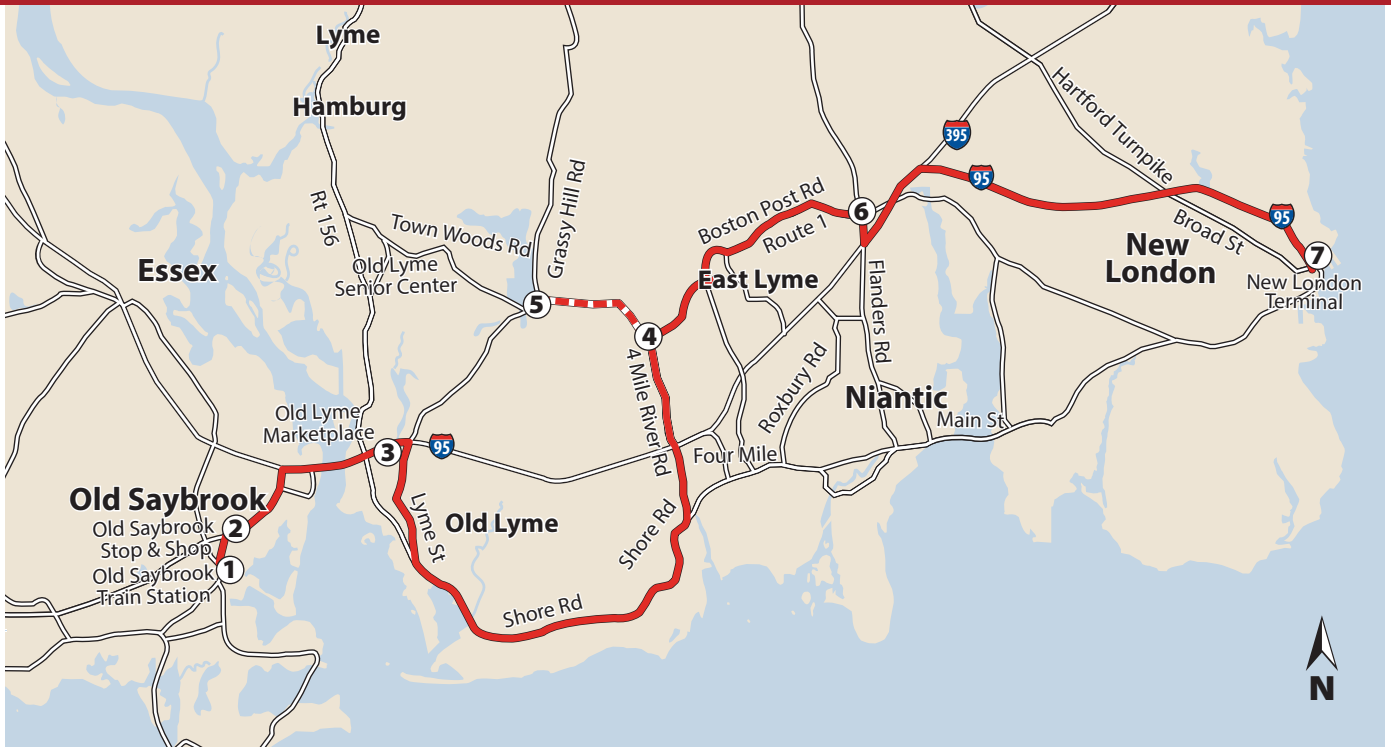 Lyme
Hamburg
Hartford Turnpike
395
95
Rt 156
Grassy Hill Rd
Town Woods Rd
Boston Post Rd
Route 1
6
95
Broad St
New
London
7
New London
Terminal
Essex
Old Lyme
Senior Center
East Lyme
Flanders Rd
5
4
4 Mile River Rd
Roxbury Rd
Niantic
Main St
Old Lyme
Marketplace
3
95
Four Mile
Old Saybrook
Old Saybrook
Stop & Shop
2
Old Saybrook
Train Station
1
Lyme St
Old Lyme
Shore Rd
Shore Rd
N